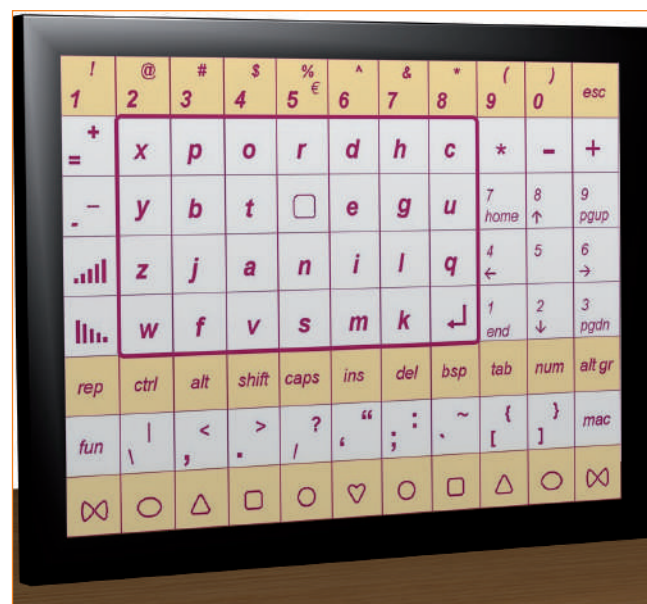 ! @ # $ % € ^ & * ( )
1 2 3 4 5 6 7 8 9 0 esc
+ = x p o r d h c * - +
_ - y b t e g u 7 home 8 ↑ 9 pgup
z j a n i l q 4 ← 5 6 →
w f v s m k ↵ 1 end 2 ↓ 3 pgdn
rep ctrl alt shift caps ins del bsp tab num alt gr
fun \ | , < . > / ? ‘ “ ; : ` ~ [ { ] } mac